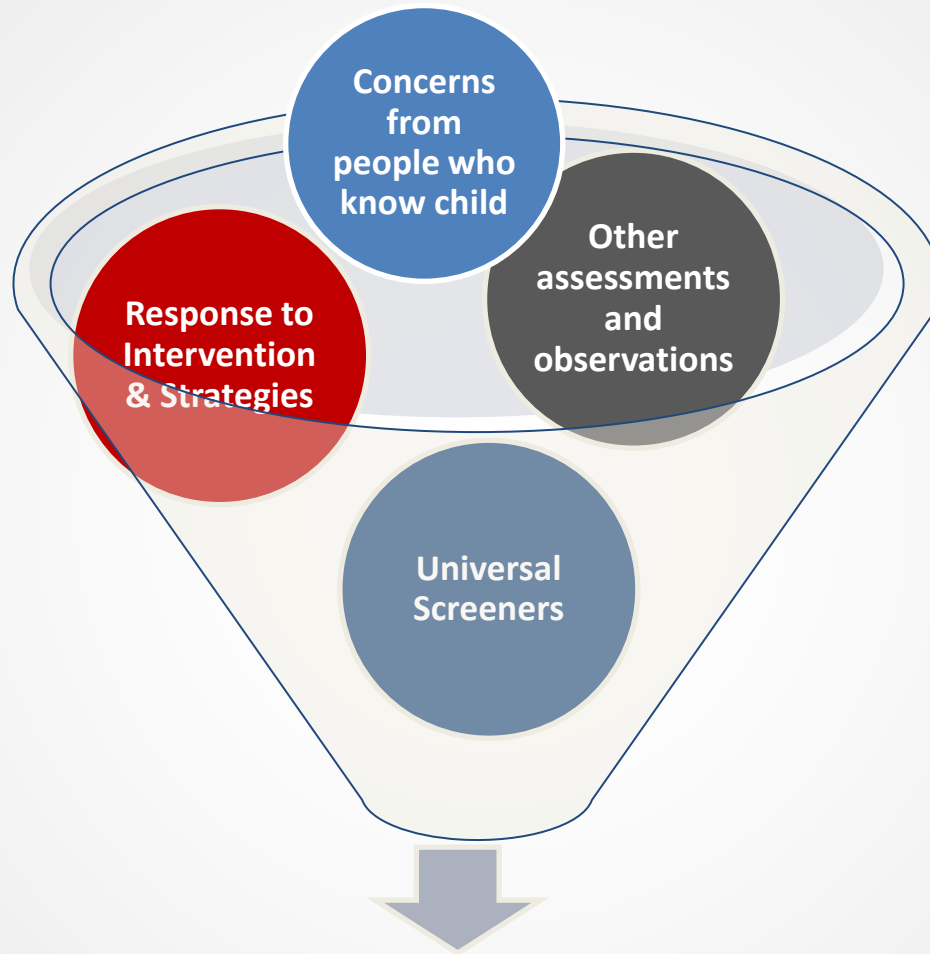 Concerns
from
people who
know child
Other
assessments
and
observations
Response to
Intervention
& Strategies
Universal
Screeners